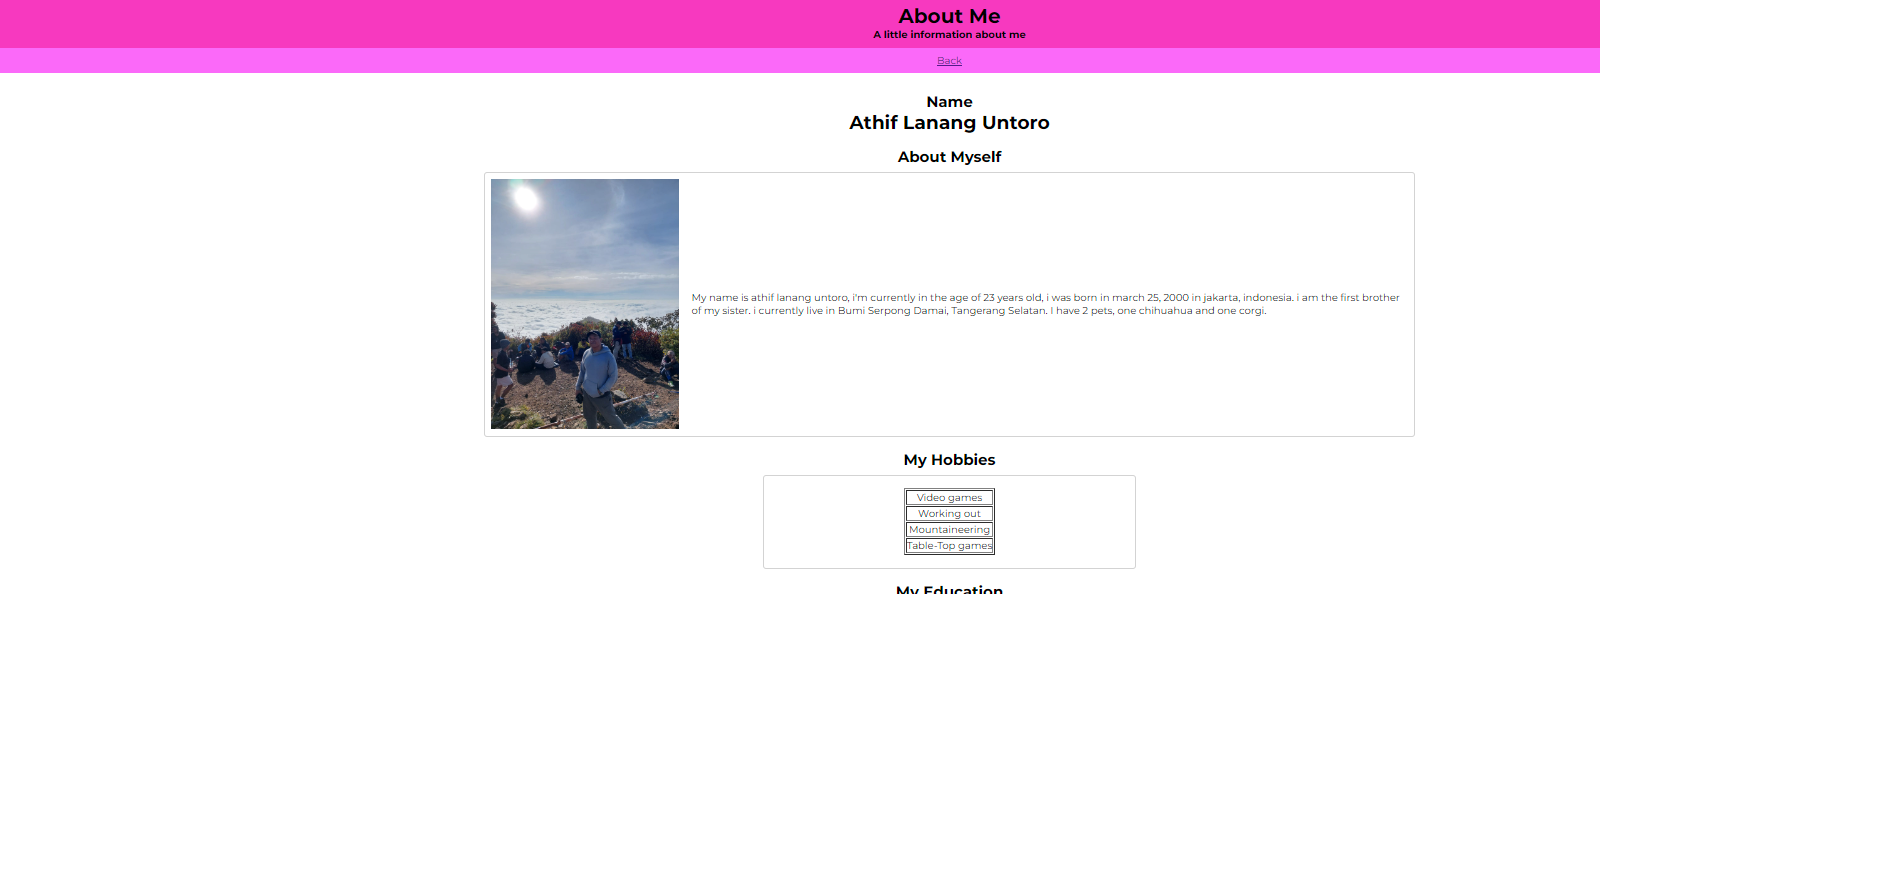 About Me
A little information about me
Back
Name
Athif Lanang Untoro
About Myself
My name is athif lanang untoro, i'm currently in the age of 23 years old, i was born in march 25, 2000 in jakarta, indonesia. i am the first brother
of my sister. i currently live in Bumi Serpong Damai, Tangerang Selatan. I have 2 pets, one chihuahua and one corgi.
My Hobbies
Video games
Working out
Mountaineering
Table-Top games
My Education